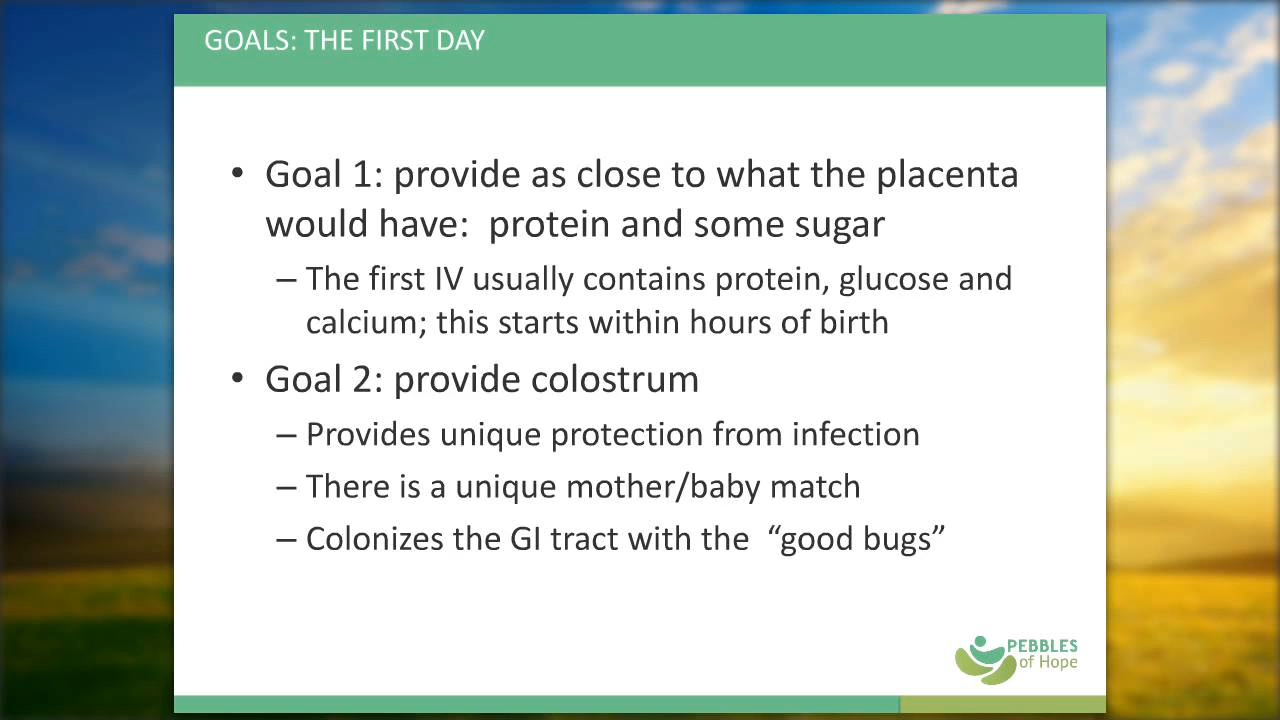 GOALS: THE FIRST DAY
• Goal 1: provide as close to what the placenta
would have:  protein and some sugar
– The first IV usually contains protein, glucose and
calcium; this starts within hours of birth
• Goal 2: provide colostrum
– Provides unique protection from infection
– There is a unique mother/baby match
– Colonizes the GI tract with the  “good bugs”
PEBBLES
of Hope